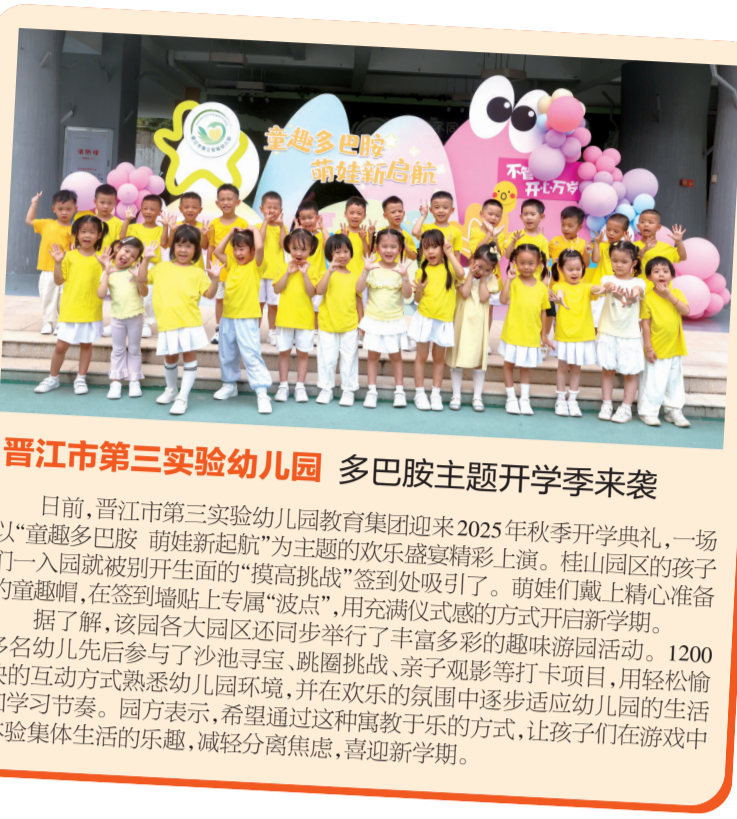 童趣多巴胺
萌娃新启航
不
开心万岁
晋江市第三实验幼儿园 多巴胺主题开学季来袭
日前,晋江市第三实验幼儿园教育集团迎来2025年秋季开学典礼,一场
以“童趣多巴胺 萌娃新起航”为主题的欢乐盛宴精彩上演。桂山园区的孩子
们一入园就被别开生面的“摸高挑战”签到处吸引了。萌娃们戴上精心准备
的童趣帽,在签到墙贴上专属“波点”,用充满仪式感的方式开启新学期。
据了解,该园各大园区还同步举行了丰富多彩的趣味游园活动。1200
多名幼儿先后参与了沙池寻宝、跳圈挑战、亲子观影等打卡项目,用轻松愉
快的互动方式熟悉幼儿园环境,并在欢乐的氛围中逐步适应幼儿园的生活
和学习节奏。园方表示,希望通过这种寓教于乐的方式,让孩子们在游戏中
体验集体生活的乐趣,减轻分离焦虑,喜迎新学期。